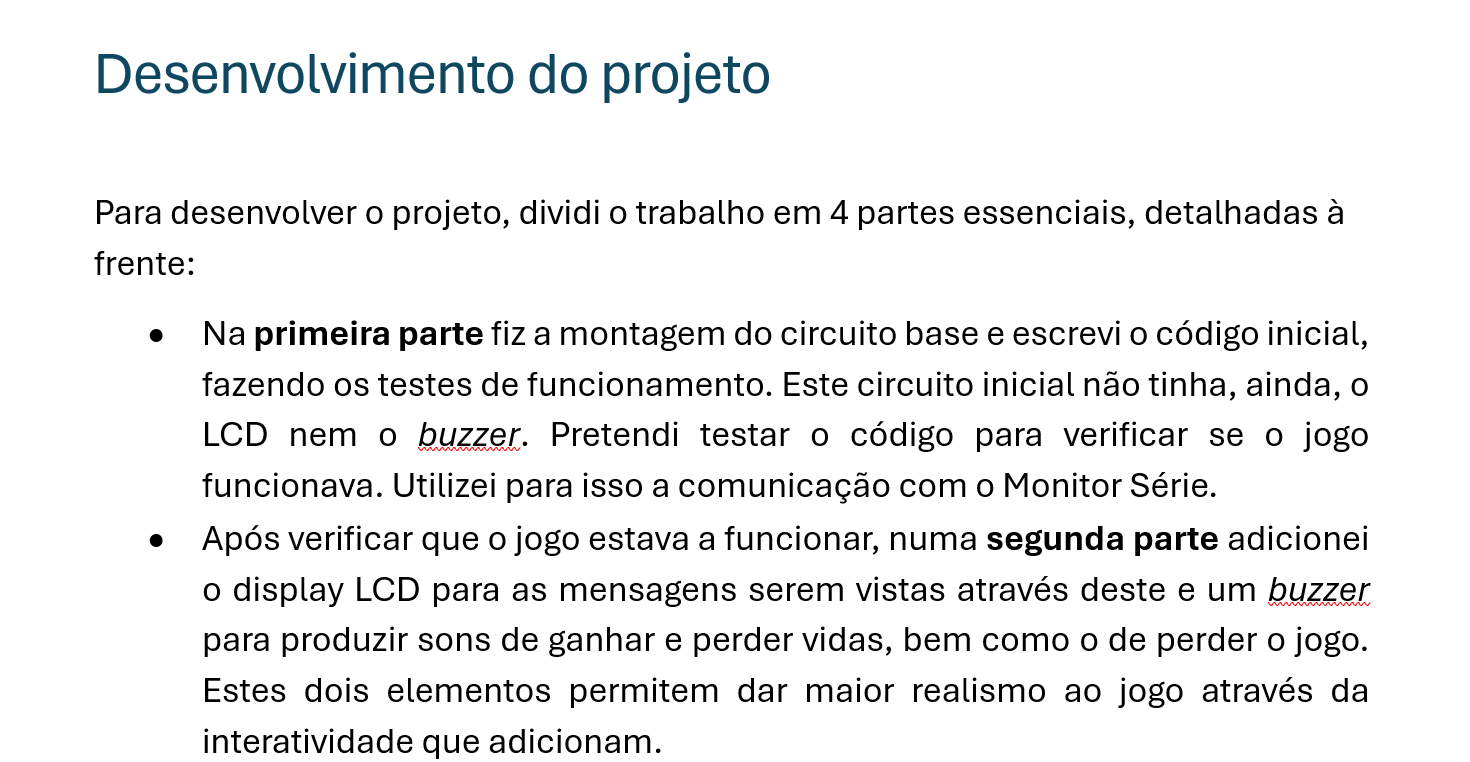 Desenvolvimento do projeto
Para desenvolver o projeto, dividi o trabalho em 4 partes essenciais, detalhadas à
frente:
• Na primeira parte fiz a montagem do circuito base e escrevi o código inicial,
fazendo os testes de funcionamento. Este circuito inicial não tinha, ainda, o
LCD nem o buzzer. Pretendi testar o código para verificar se o jogo
funcionava. Utilizei para isso a comunicação com o Monitor Série.
• Após verificar que o jogo estava a funcionar, numa segunda parte adicionei
o display LCD para as mensagens serem vistas através deste e um buzzer
para produzir sons de ganhar e perder vidas, bem como o de perder o jogo.
Estes dois elementos permitem dar maior realismo ao jogo através da
interatividade que adicionam.